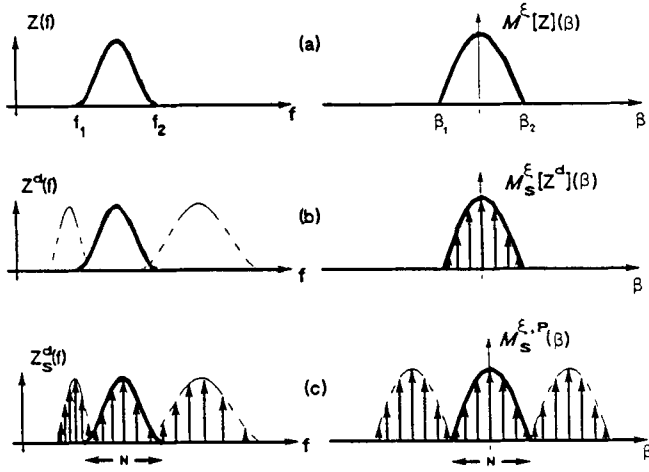 Z(f)
(a)
M^ξ[Z](β)
f₁
f₂
f
β₁
β₂
β
Z^d(f)
(b)
M_s^ξ[Z^d](β)
f
β
Z_s^d(f)
(c)
M_s^{ξ,P}(β)
f
β
N
N